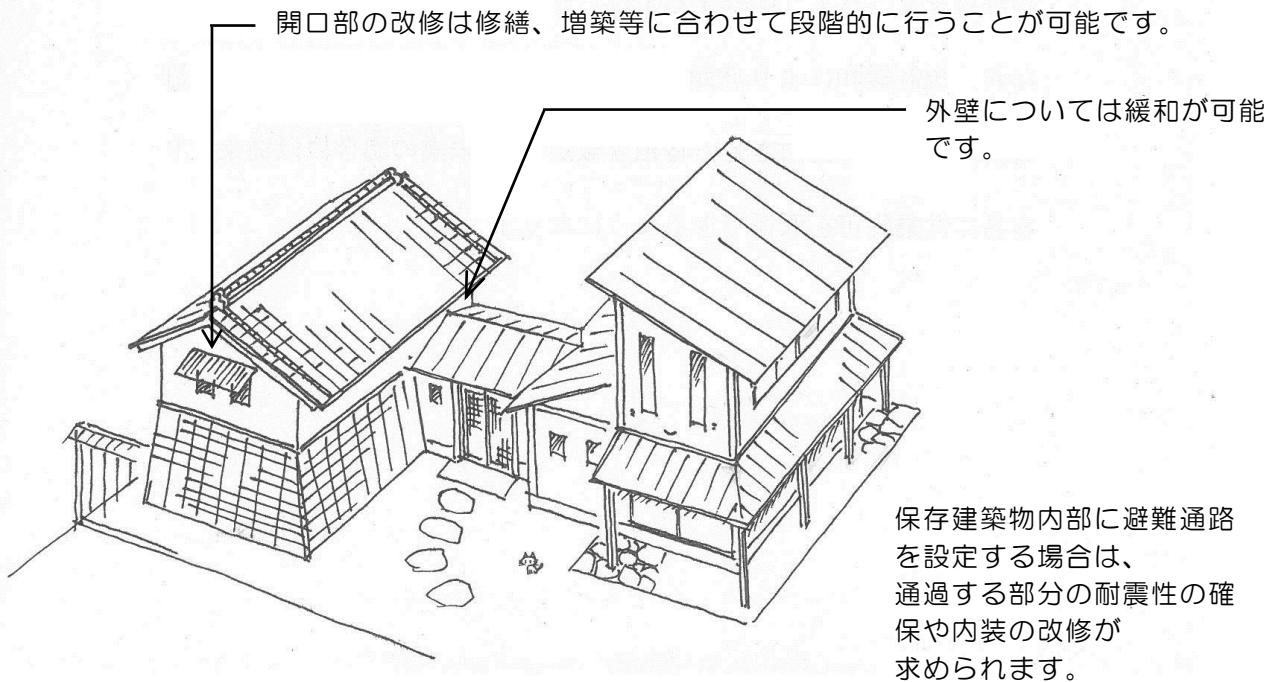 開口部の改修は修繕、増築等に合わせて段階的に行うことが可能です。
外壁については緩和が可能
です。
保存建築物内部に避難通路
を設定する場合は、
通過する部分の耐震性の確
保や内装の改修が
求められます。